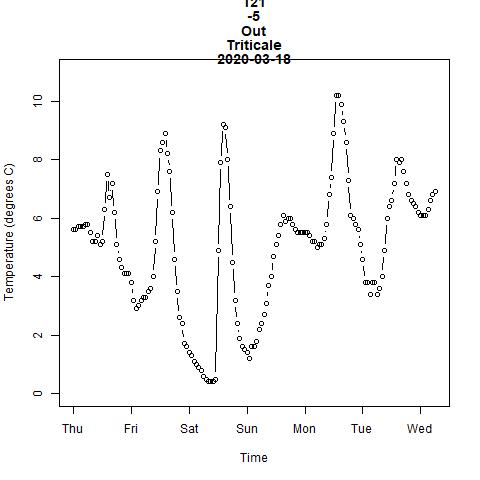 121
-5
Out
Triticale
2020-03-18
Temperature (degrees C)
10
8
6
4
2
0
Thu Fri Sat Sun Mon Tue Wed
Time